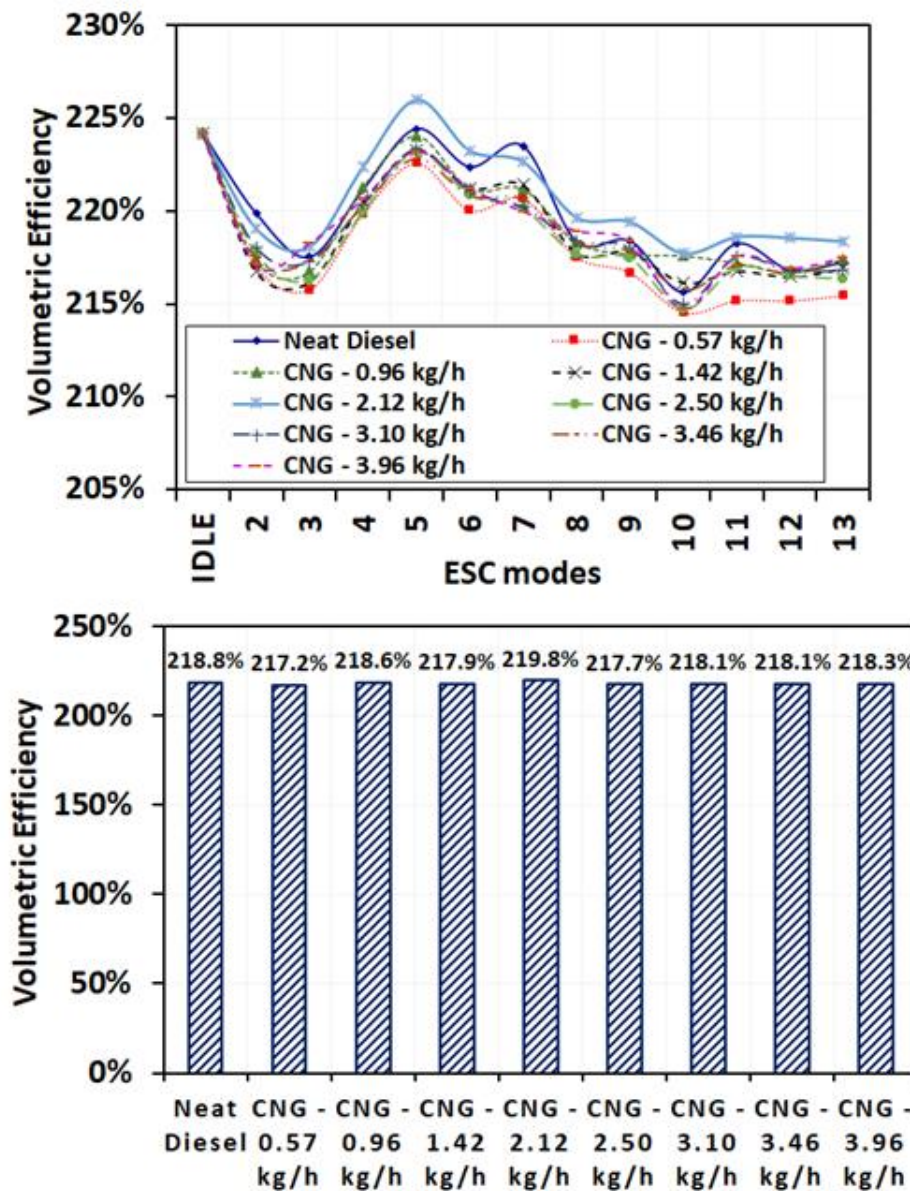 230%
225%
220%
215%
210%
205%
Volumetric Efficiency
Neat Diesel
CNG - 0.57 kg/h
CNG - 0.96 kg/h
CNG - 1.42 kg/h
CNG - 2.12 kg/h
CNG - 2.50 kg/h
CNG - 3.10 kg/h
CNG - 3.46 kg/h
CNG - 3.96 kg/h
IDLE 2 3 4 5 6 7 8 9 10 11 12 13
ESC modes
250%
200%
150%
100%
50%
0%
Volumetric Efficiency
218.8% 217.2% 218.6% 217.9% 219.8% 217.7% 218.1% 218.1% 218.3%
Neat CNG - CNG - CNG - CNG - CNG - CNG - CNG - CNG -
Diesel 0.57 0.96 1.42 2.12 2.50 3.10 3.46 3.96
kg/h kg/h kg/h kg/h kg/h kg/h kg/h kg/h